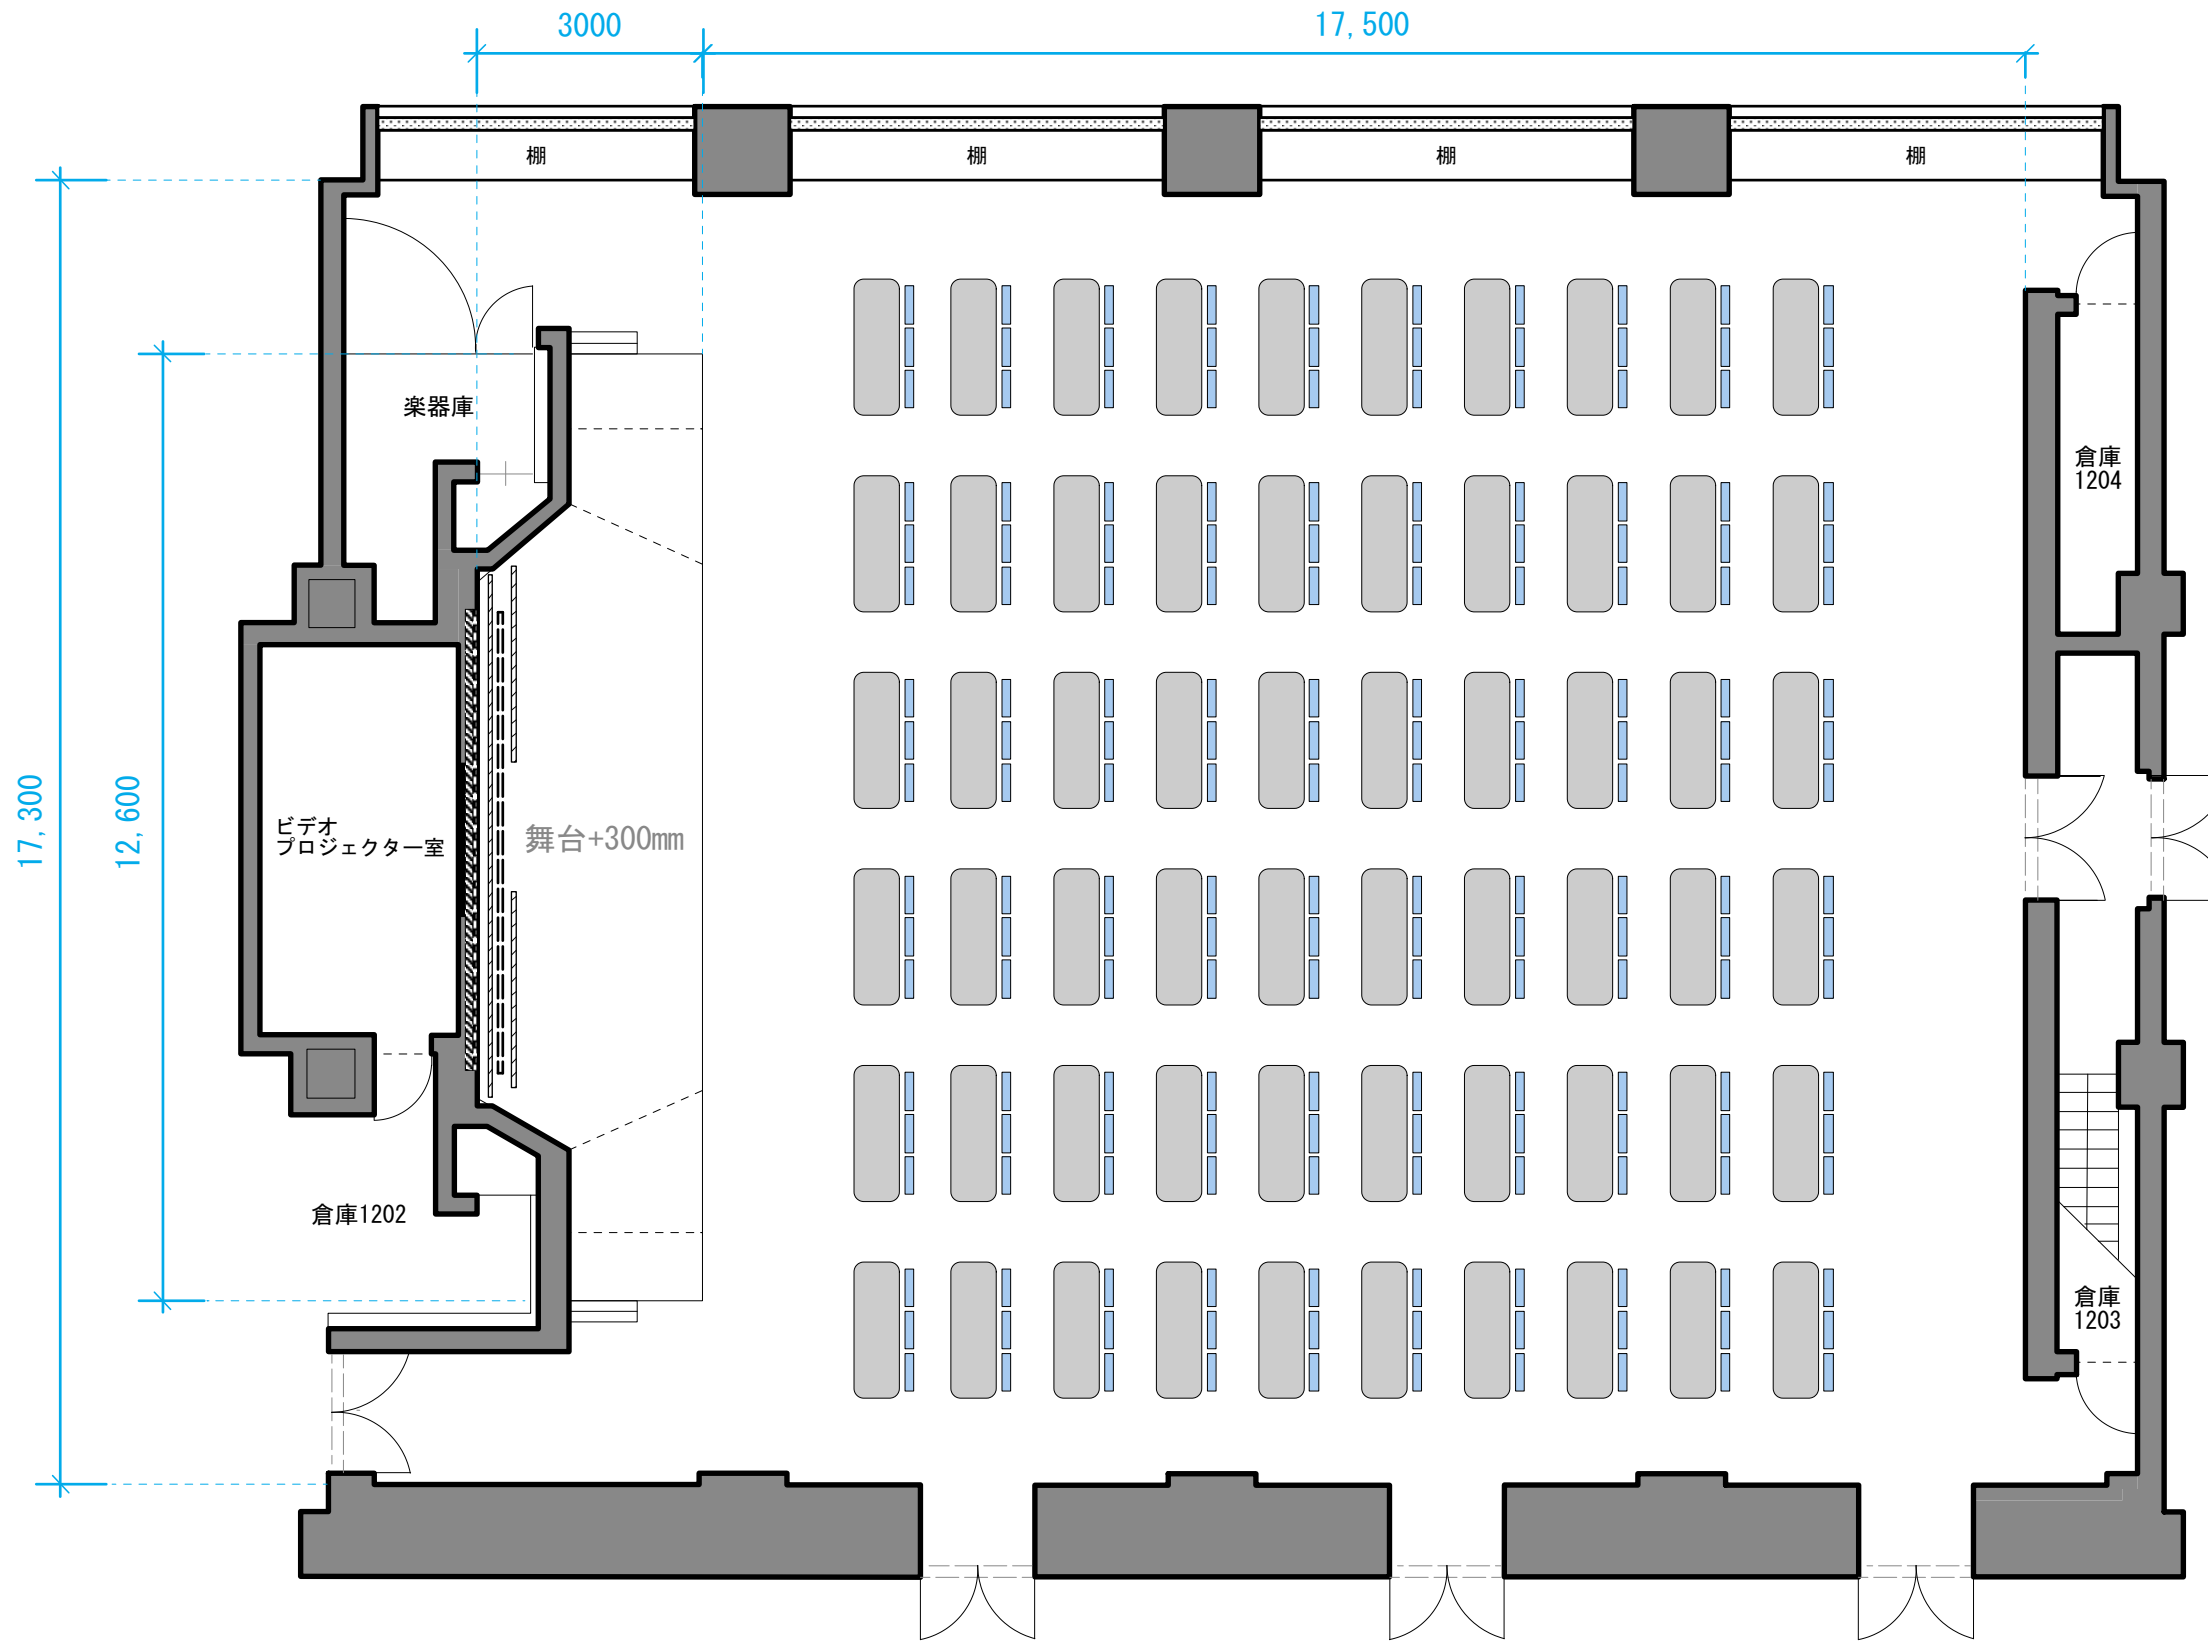 3000
17,500
棚
棚
棚
棚
楽器庫
倉庫
1204
17,300
12,600
ビデオ
プロジェクター室
舞台+300mm
倉庫1202
倉庫
1203